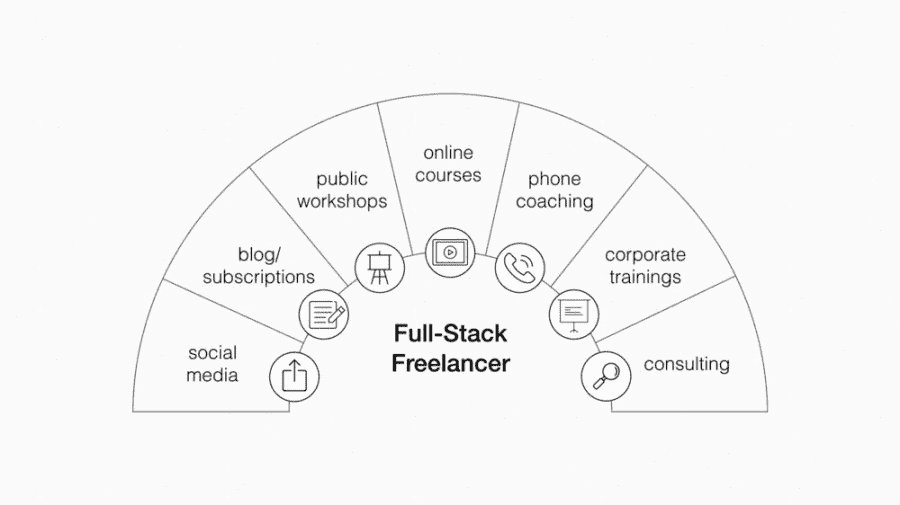 social
media
blog/
subscriptions
public
workshops
online
courses
phone
coaching
corporate
trainings
consulting
Full-Stack
Freelancer